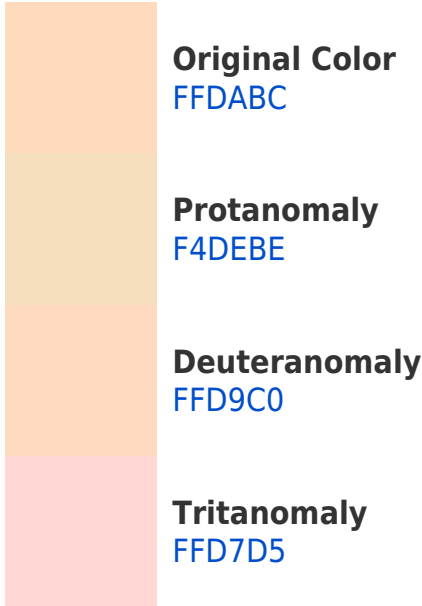 Original Color
FFDABC
Protanomaly
F4DEBE
Deuteranomaly
FFD9C0
Tritanomaly
FFD7D5